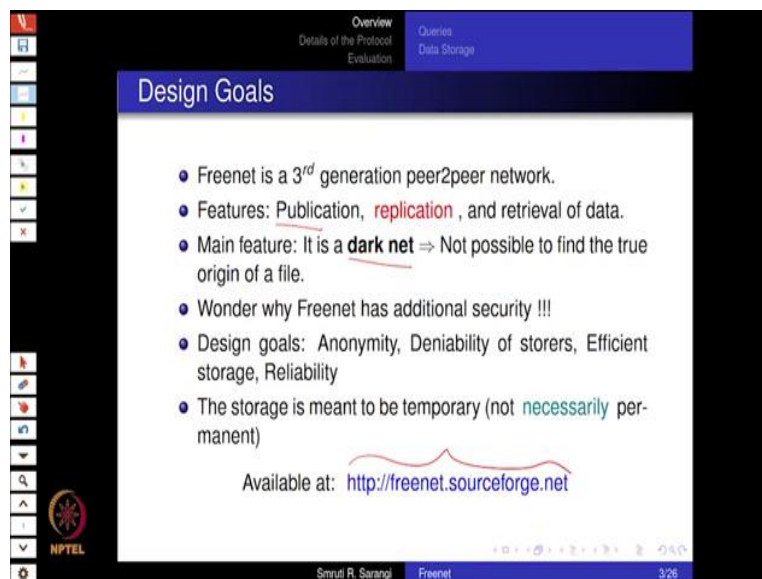 Overview
Details of the Protocol
Evaluation
Queries
Data Storage
Design Goals
Freenet is a 3rd generation peer2peer network.
Features: Publication, replication , and retrieval of data.
Main feature: It is a dark net ⇒ Not possible to find the true
origin of a file.
Wonder why Freenet has additional security !!!
Design goals: Anonymity, Deniability of storers, Efficient
storage, Reliability
The storage is meant to be temporary (not necessarily per-
manent)
Available at: http://freenet.sourceforge.net
NPTEL
Smruti R. Sarangi
Freenet
3/26